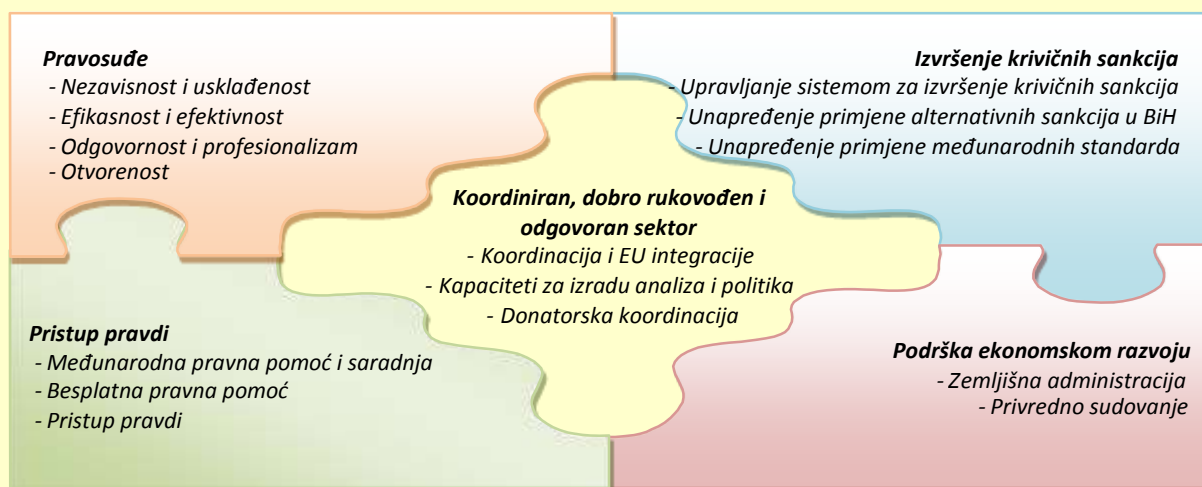 Pravosuđe
- Nezavisnost i usklađenost
- Efikasnost i efektivnost
- Odgovornost i profesionalizam
- Otvorenost
Izvršenje krivičnih sankcija
- Upravljanje sistemom za izvršenje krivičnih sankcija
- Unapređenje primjene alternativnih sankcija u BiH
- Unapređenje primjene međunarodnih standarda
Koordiniran, dobro rukovođen i
odgovoran sektor
- Koordinacija i EU integracije
- Kapaciteti za izradu analiza i politika
- Donatorska koordinacija
Pristup pravdi
- Međunarodna pravna pomoć i saradnja
- Besplatna pravna pomoć
- Pristup pravdi
Podrška ekonomskom razvoju
- Zemljišna administracija
- Privredno sudovanje